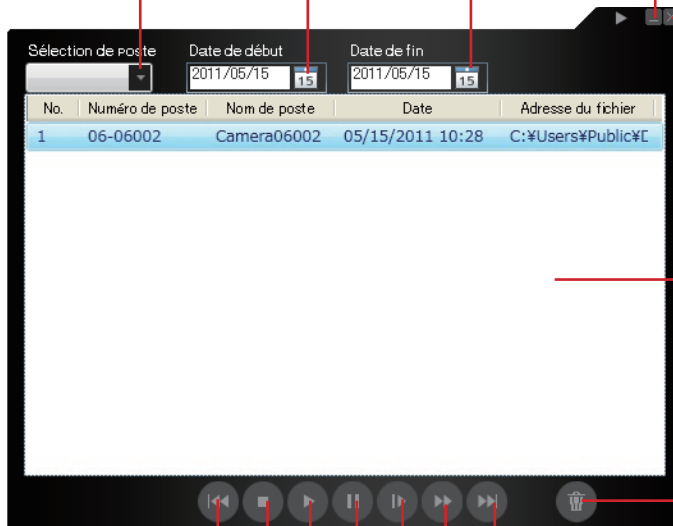 Sélection de poste Date de début Date de fin
2011/05/15 15 2011/05/15 15
No. Numéro de poste Nom de poste Date Adresse du fichier
1 06-06002 Camera06002 05/15/2011 10:28 C:¥Users¥Public¥D